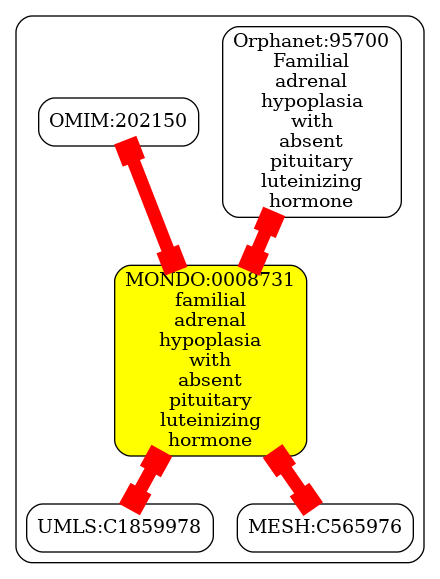 Orphanet:95700
Familial
adrenal
hypoplasia
with
absent
pituitary
luteinizing
hormone
OMIM:202150
MONDO:0008731
familial
adrenal
hypoplasia
with
absent
pituitary
luteinizing
hormone
UMLS:C1859978
MESH:C565976